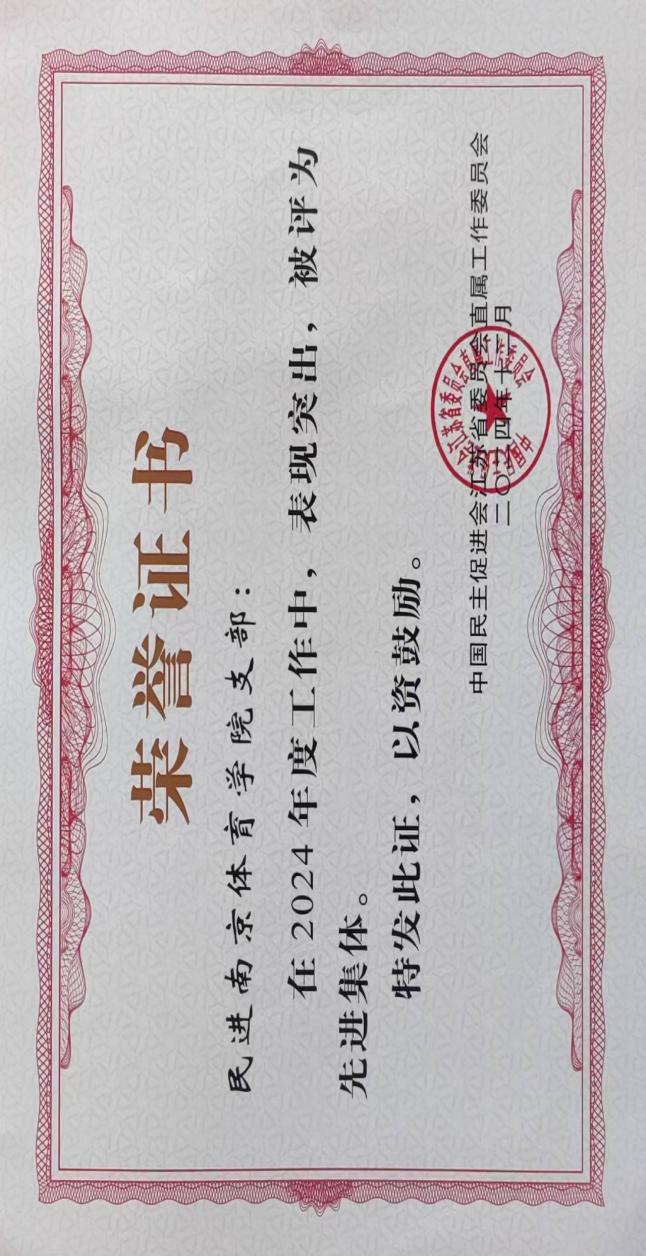 荣誉证书
民进南京体育学院支部：
在2024年度工作中，表现突出，被评为
先进集体。
特发此证，以资鼓励。
中国民主促进会江苏省委员会直属工作委员会
二〇二四年十二月